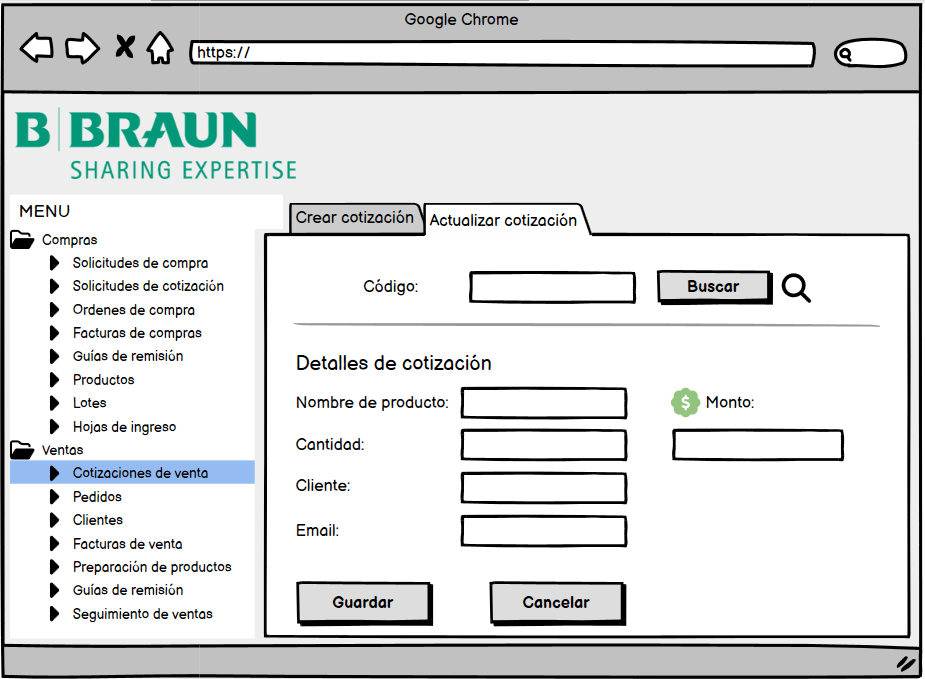 Google Chrome
https://
B BRAUN
SHARING EXPERTISE
MENU
Compras
Solicitudes de compra
Solicitudes de cotización
Ordenes de compra
Facturas de compras
Guías de remisión
Productos
Lotes
Hojas de ingreso
Ventas
Cotizaciones de venta
Pedidos
Clientes
Facturas de venta
Preparación de productos
Guías de remisión
Seguimiento de ventas
Crear cotización
Actualizar cotización
Código:
Buscar
Detalles de cotización
Nombre de producto:
$ Monto:
Cantidad:
Cliente:
Email:
Guardar
Cancelar